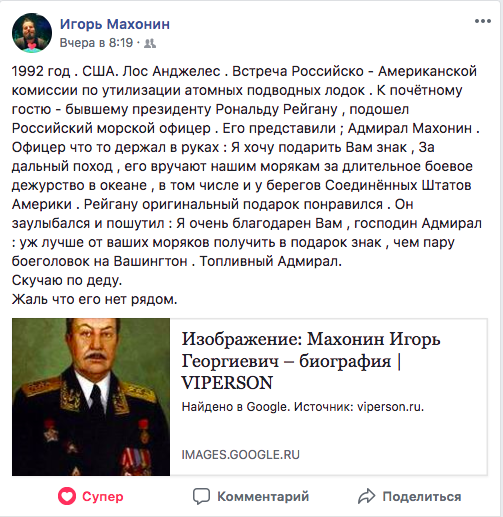 Игорь Махонин
Вчера в 8:19 ·
1992 год . США. Лос Анджелес . Встреча Российско - Американской
комиссии по утилизации атомных подводных лодок . К почётному
гостю - бывшему президенту Рональду Рейгану , подошел
Российский морской офицер . Его представили ; Адмирал Махонин .
Офицер что то держал в руках : Я хочу подарить Вам знак , За
дальный поход , его вручают нашим морякам за длительное боевое
дежурство в океане , в том числе и у берегов Соединённых Штатов
Америки . Рейгану оригинальный подарок понравился . Он
заулыбался и пошутил : Я очень благодарен Вам , господин Адмирал
: уж лучше от ваших моряков получить в подарок знак , чем пару
боеголовок на Вашингтон . Топливный Адмирал.
Скучаю по деду.
Жаль что его нет рядом.
Изображение: Махонин Игорь
Георгиевич – биография |
VIPERSON
Найдено в Google. Источник: viperson.ru.
IMAGES.GOOGLE.RU
Супер
Комментарий
Поделиться